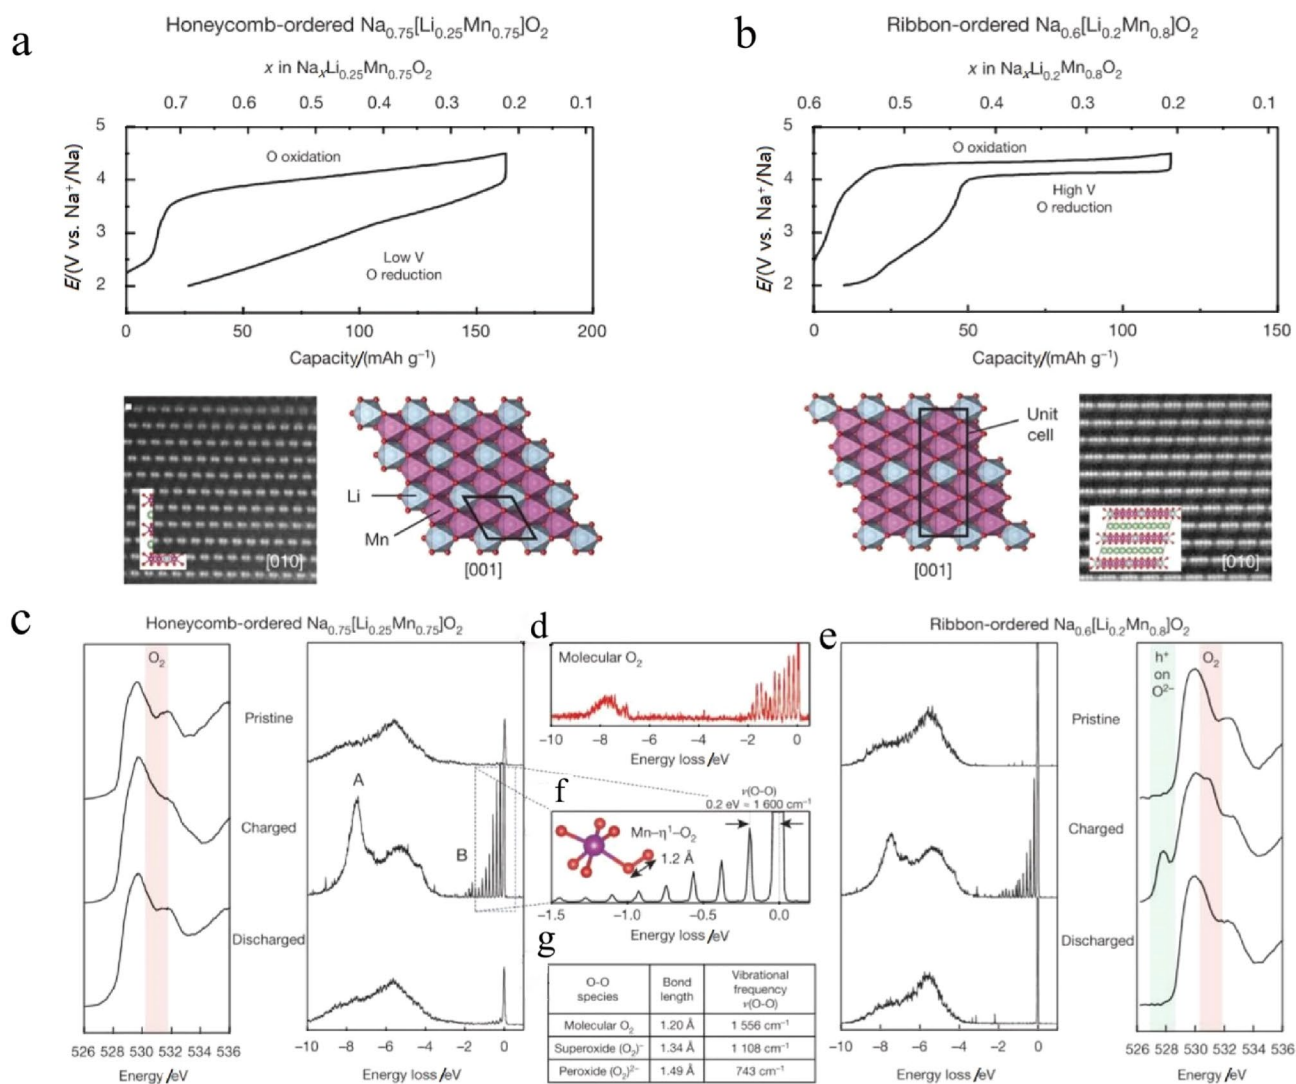 a
Honeycomb-ordered Na0.75[Li0.25Mn0.75]O2
x in NaxLi0.25Mn0.75O2
0.7 0.6 0.5 0.4 0.3 0.2 0.1
5
4
3
2
E/(V vs. Na+/Na)
O oxidation
Low V
O reduction
0 50 100 150 200
Capacity/(mAh g–1)
[010]
Li
Mn
[001]
b
Ribbon-ordered Na0.6[Li0.2Mn0.8]O2
x in NaxLi0.2Mn0.8O2
0.6 0.5 0.4 0.3 0.2 0.1
5
4
3
2
E/(V vs. Na+/Na)
O oxidation
High V
O reduction
0 50 100 150
Capacity/(mAh g–1)
Unit
cell
[001]
[010]
c
Honeycomb-ordered Na0.75[Li0.25Mn0.75]O2
O2
Pristine
Charged
Discharged
526 528 530 532 534 536
Energy/eV
A
B
−10 −8 −6 −4 −2 0
Energy loss/eV
d
Molecular O2
−10 −8 −6 −4 −2 0
Energy loss/eV
f
ν(O-O)
0.2 eV = 1 600 cm–1
Mn–η1–O2
1.2 Å
−1.5 −1.0 −0.5 0.0
Energy loss/eV
g
O-O species Bond length Vibrational frequency ν(O-O)
Molecular O2 1.20 Å 1 556 cm–1
Superoxide (O2)– 1.34 Å 1 108 cm–1
Peroxide (O2)2– 1.49 Å 743 cm–1
e
Ribbon-ordered Na0.6[Li0.2Mn0.8]O2
Pristine
Charged
Discharged
−10 −8 −6 −4 −2 0
Energy loss/eV
h+
on
O2–
O2
526 528 530 532 534 536
Energy/eV